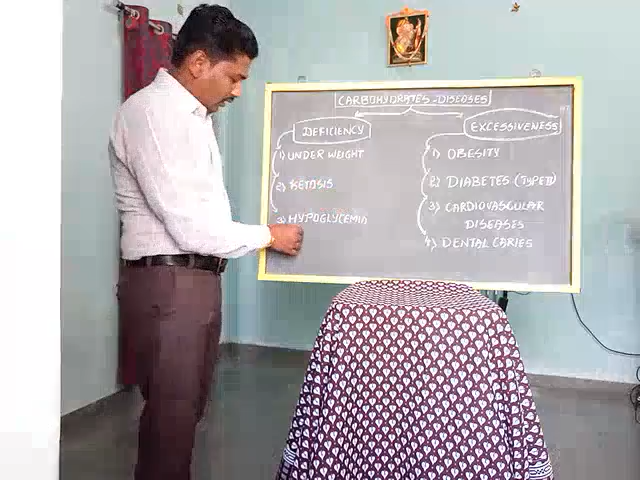 CARBOHYDRATES - DISEASES
DEFICIENCY
1) UNDER WEIGHT
2) KETOSIS
3) HYPOGLYCEMIA
EXCESSIVENESS
1) OBESITY
2) DIABETES (TYPE II)
3) CARDIOVASCULAR
DISEASES
4) DENTAL CARIES